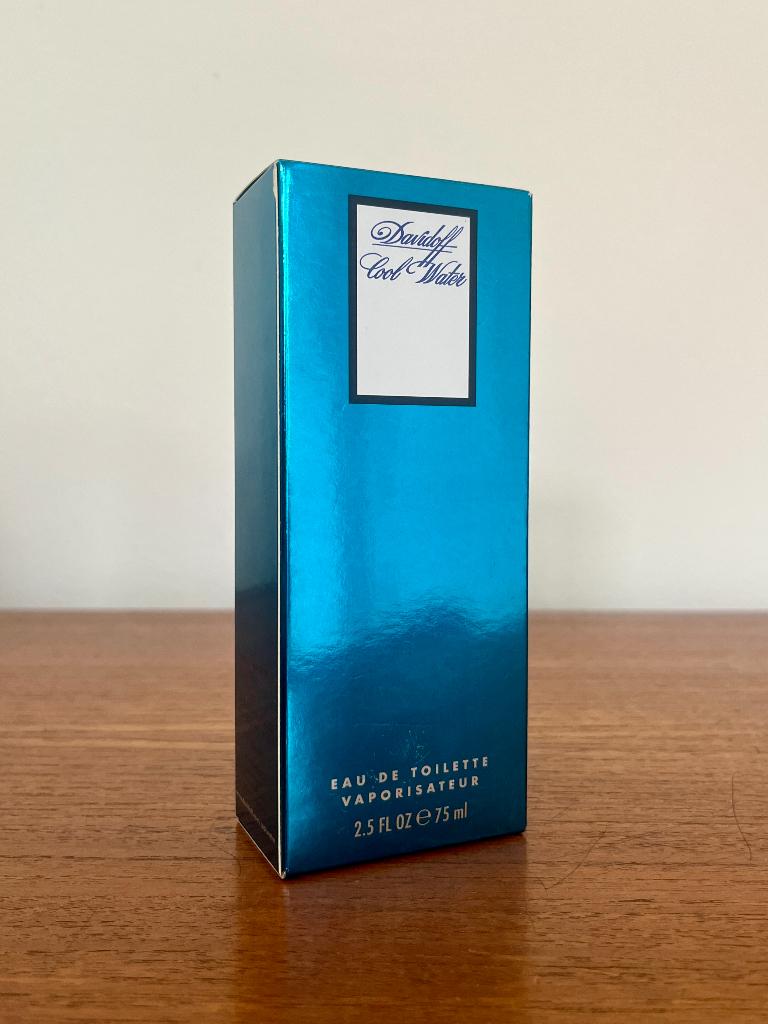 Davidoff
Cool Water
EAU DE TOILETTE
VAPORISATEUR
2.5 FL OZ ℮ 75 ml